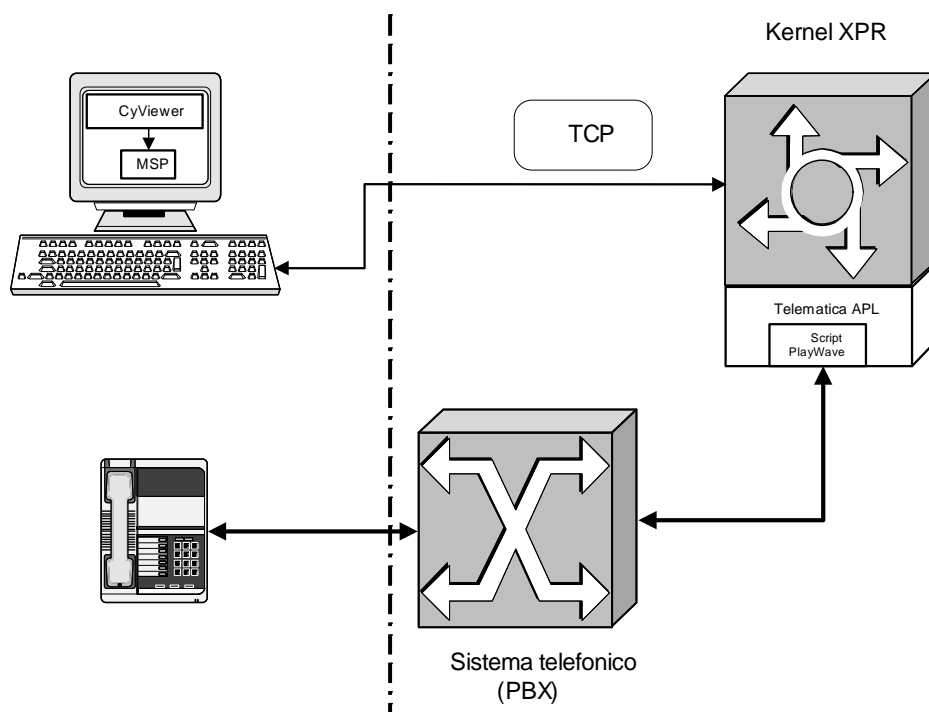 Kernel XPR
CyViewer
MSP
TCP
Telematica APL
Script
PlayWave
Sistema telefonico
(PBX)